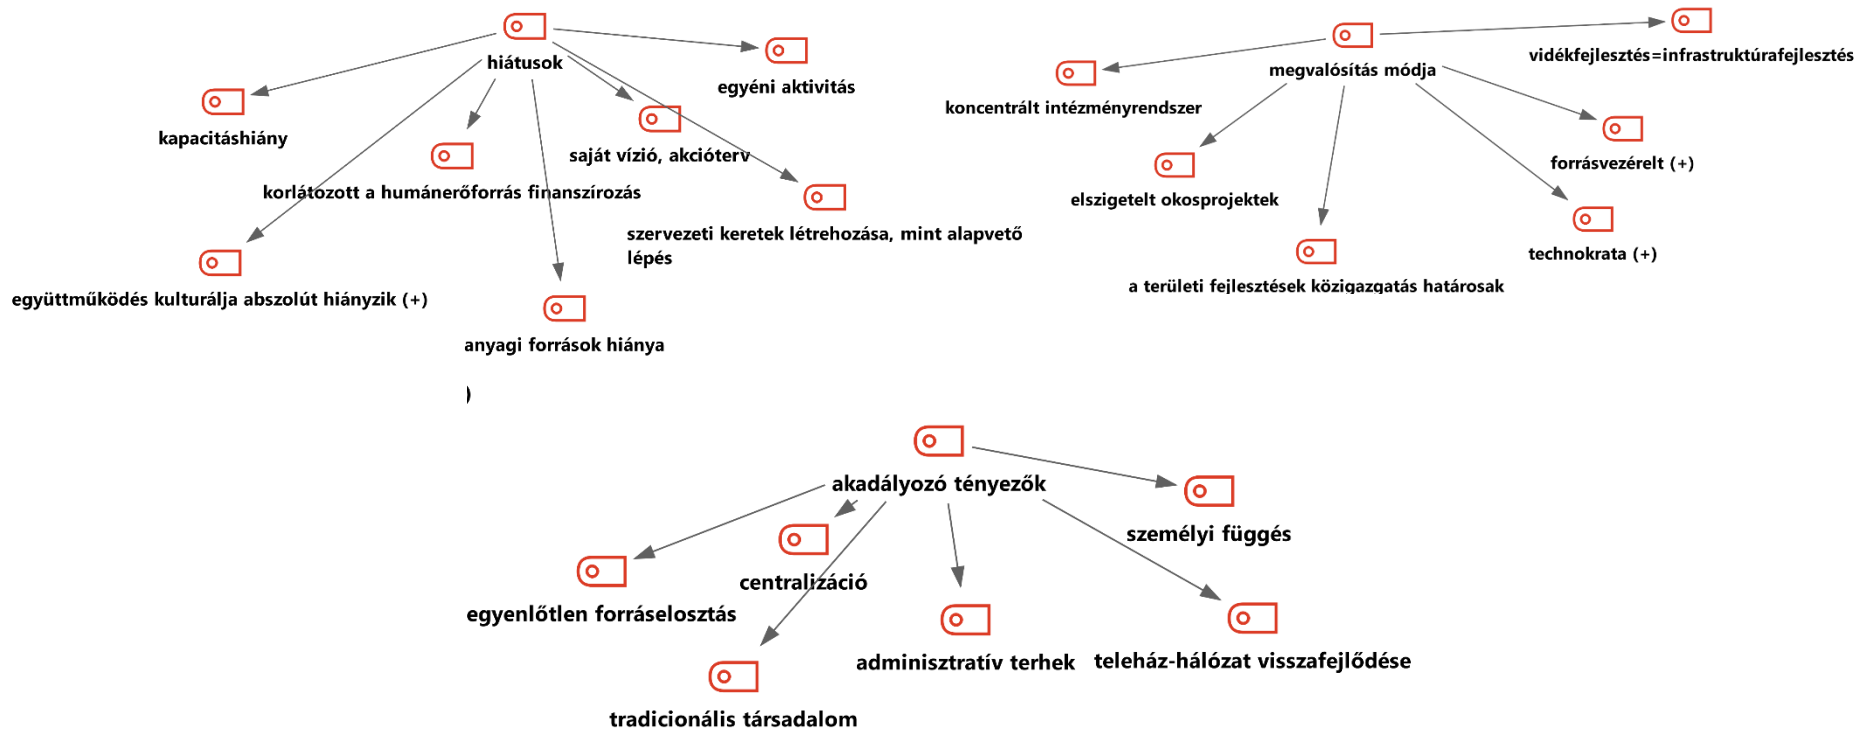 hiátusok
egyéni aktivitás
kapacitáshiány
saját vízió, akcióterv
korlátozott a humánerőforrás finanszírozás
szervezeti keretek létrehozása, mint alapvető
lépés
együttműködés kulturálja abszolút hiányzik (+)
anyagi források hiánya
)
megvalósítás módja
vidékfejlesztés=infrastruktúrafejlesztés
koncentrált intézményrendszer
forrásvezérelt (+)
elszigetelt okosprojektek
technokrata (+)
a területi fejlesztések közigazgatás határosak
akadályozó tényezők
személyi függés
centralizáció
egyenlőtlen forráselosztás
adminisztratív terhek
teleház-hálózat visszafejlődése
tradicionális társadalom